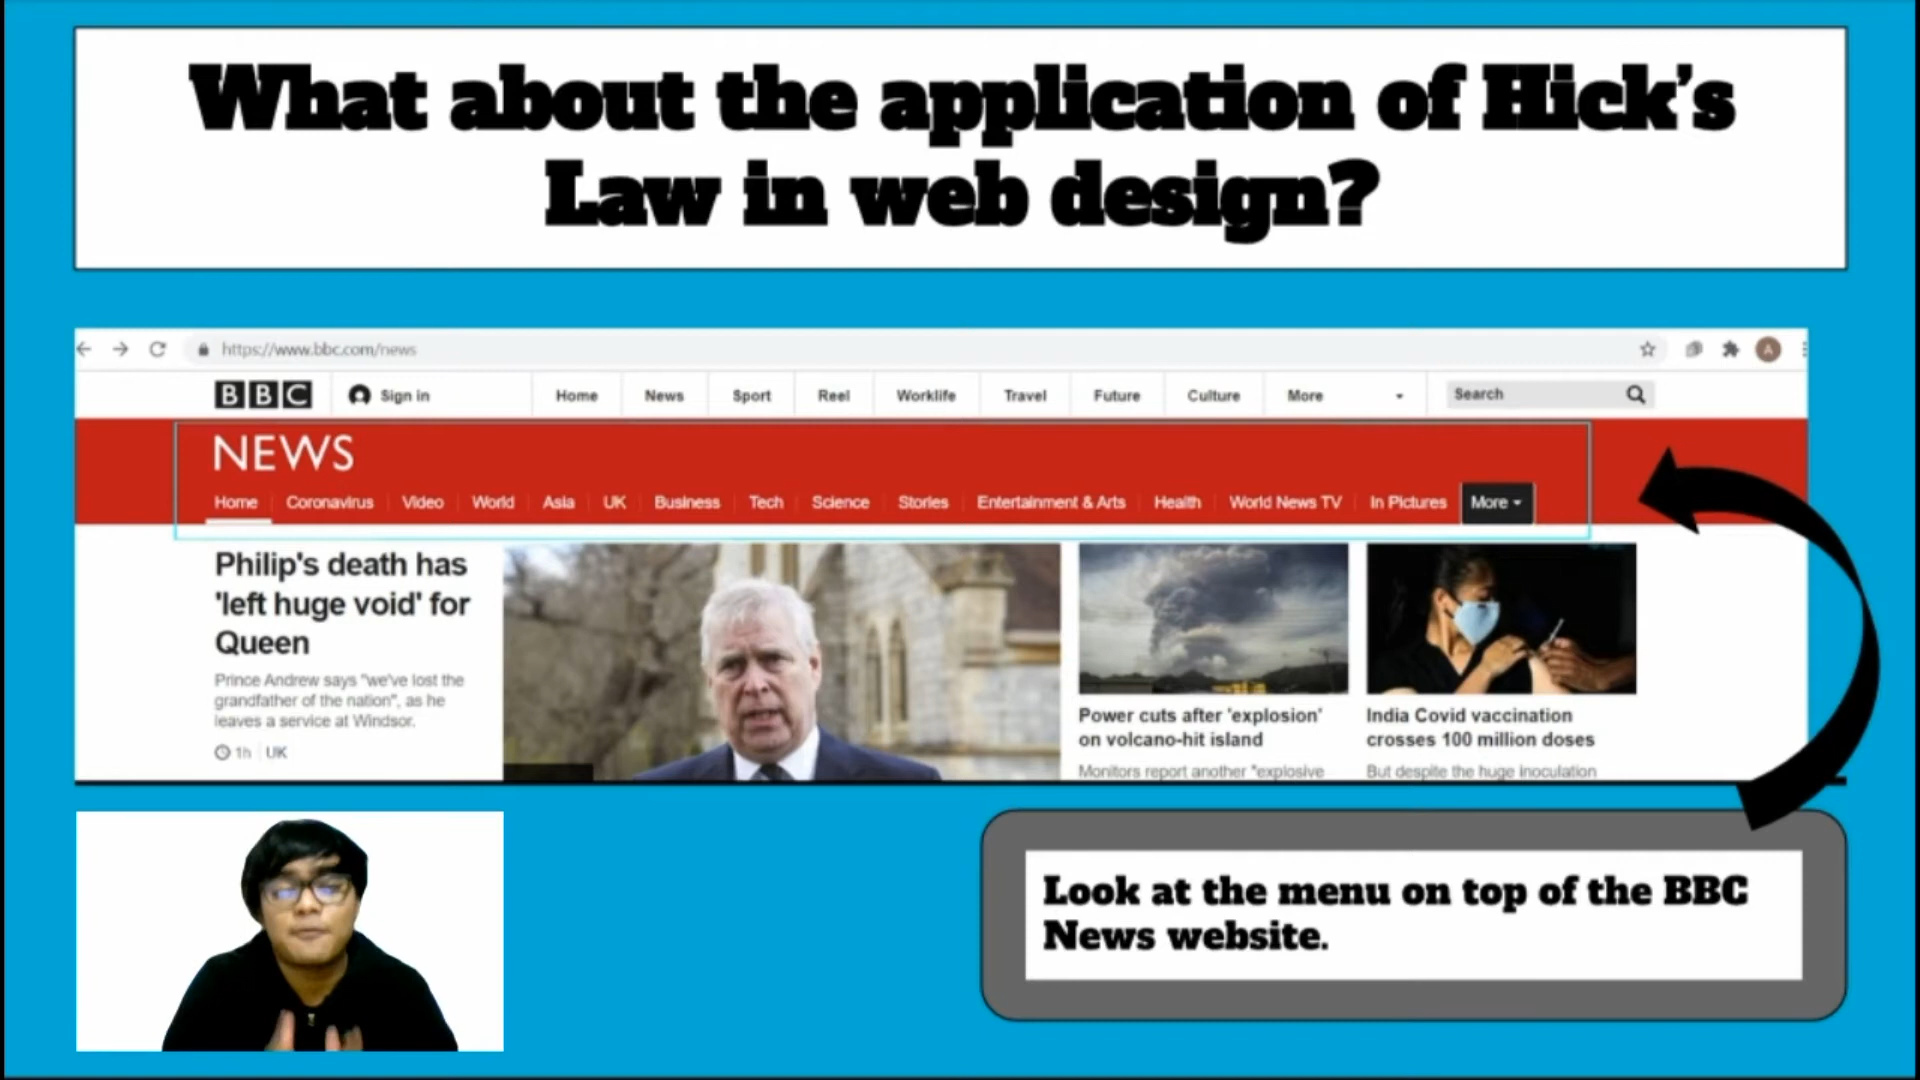 What about the application of Hick's
Law in web design?
https://www.bbc.com/news
A
BBC Sign in Home News Sport Reel Worklife Travel Future Culture More Search
NEWS
Home Coronavirus Video World Asia UK Business Tech Science Stories Entertainment & Arts Health World News TV In Pictures More
Philip's death has
'left huge void' for
Queen
Prince Andrew says "we've lost the
grandfather of the nation", as he
leaves a service at Windsor.
1h UK
Power cuts after 'explosion'
on volcano-hit island
Monitors report another "explosive
India Covid vaccination
crosses 100 million doses
But despite the huge inoculation
Look at the menu on top of the BBC
News website.